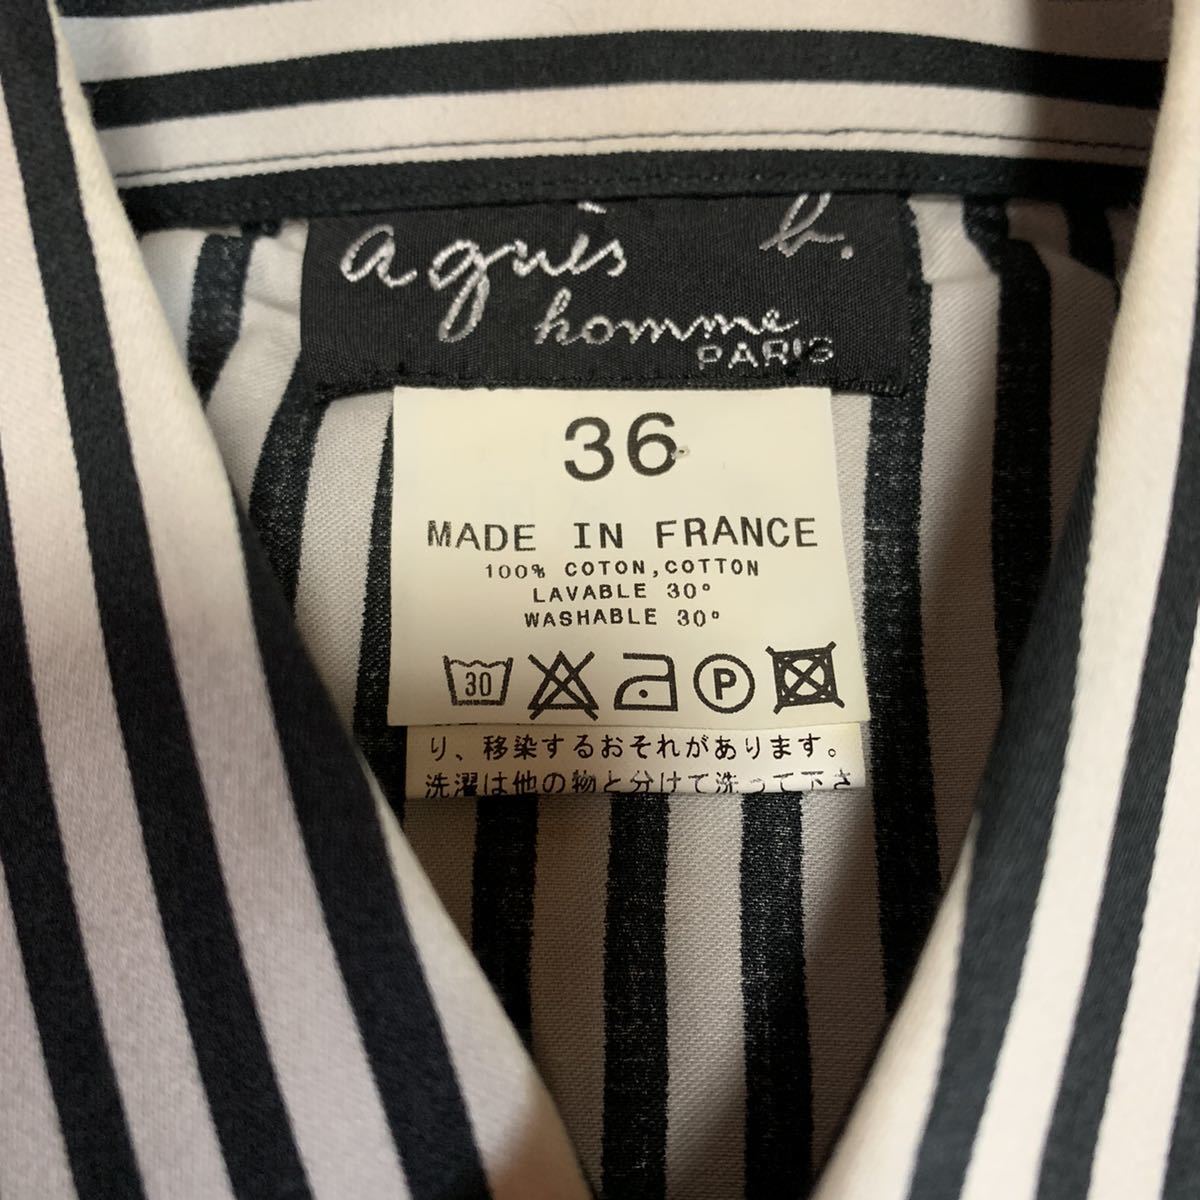 agnès b.
homme
PARIS
36
MADE IN FRANCE
100% COTON, COTTON
LAVABLE 30°
WASHABLE 30°
30 P
り、移染するおそれがあります。
洗濯は他の物と分けて洗って下さ